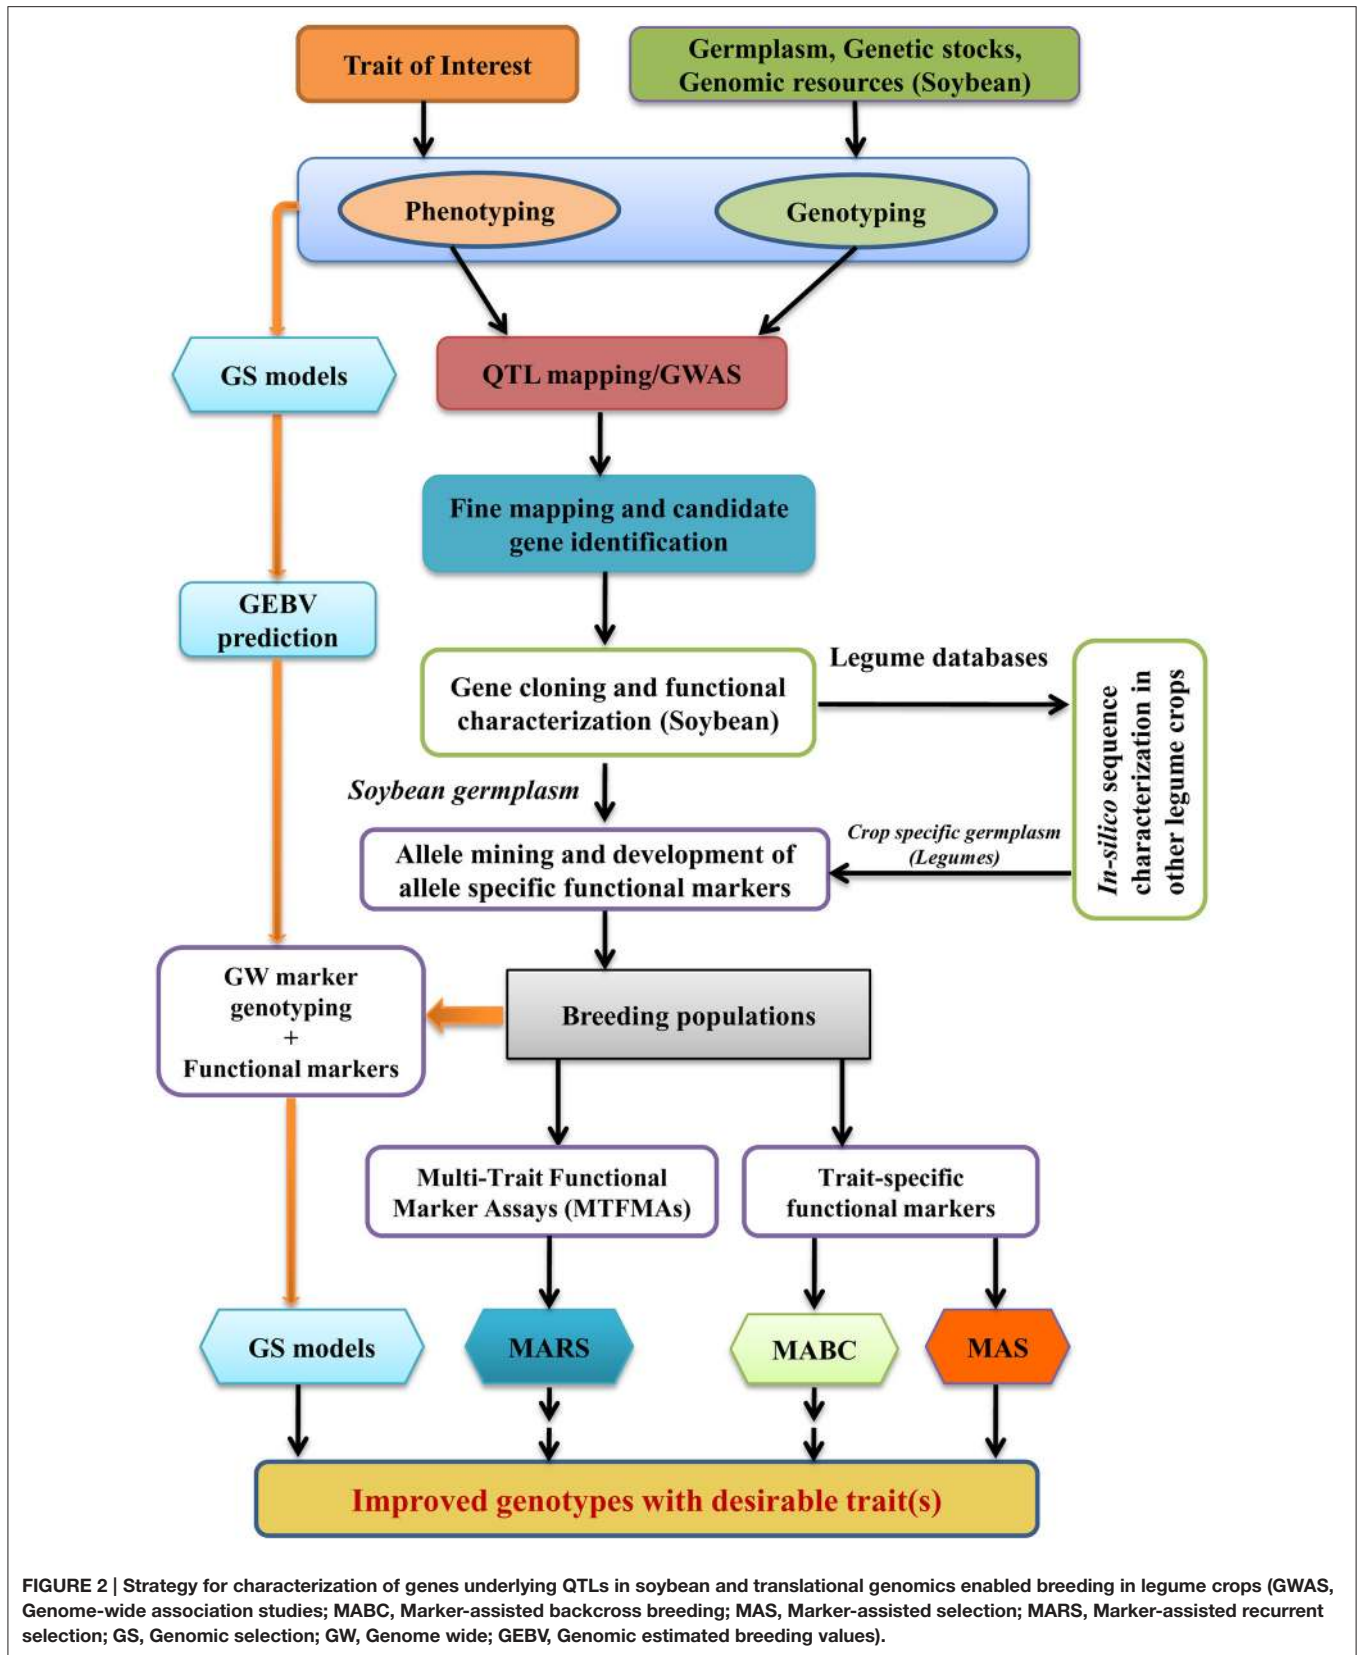 Trait of Interest
Germplasm, Genetic stocks,
Genomic resources (Soybean)
Phenotyping
Genotyping
GS models
QTL mapping/GWAS
Fine mapping and candidate
gene identification
GEBV
prediction
Gene cloning and functional
characterization (Soybean)
Legume databases
In-silico sequence
characterization in
other legume crops
Soybean germplasm
Crop specific germplasm
(Legumes)
Allele mining and development of
allele specific functional markers
GW marker
genotyping
+
Functional markers
Breeding populations
Multi-Trait Functional
Marker Assays (MTFMAs)
Trait-specific
functional markers
GS models
MARS
MABC
MAS
Improved genotypes with desirable trait(s)
FIGURE 2 | Strategy for characterization of genes underlying QTLs in soybean and translational genomics enabled breeding in legume crops (GWAS,
Genome-wide association studies; MABC, Marker-assisted backcross breeding; MAS, Marker-assisted selection; MARS, Marker-assisted recurrent
selection; GS, Genomic selection; GW, Genome wide; GEBV, Genomic estimated breeding values).